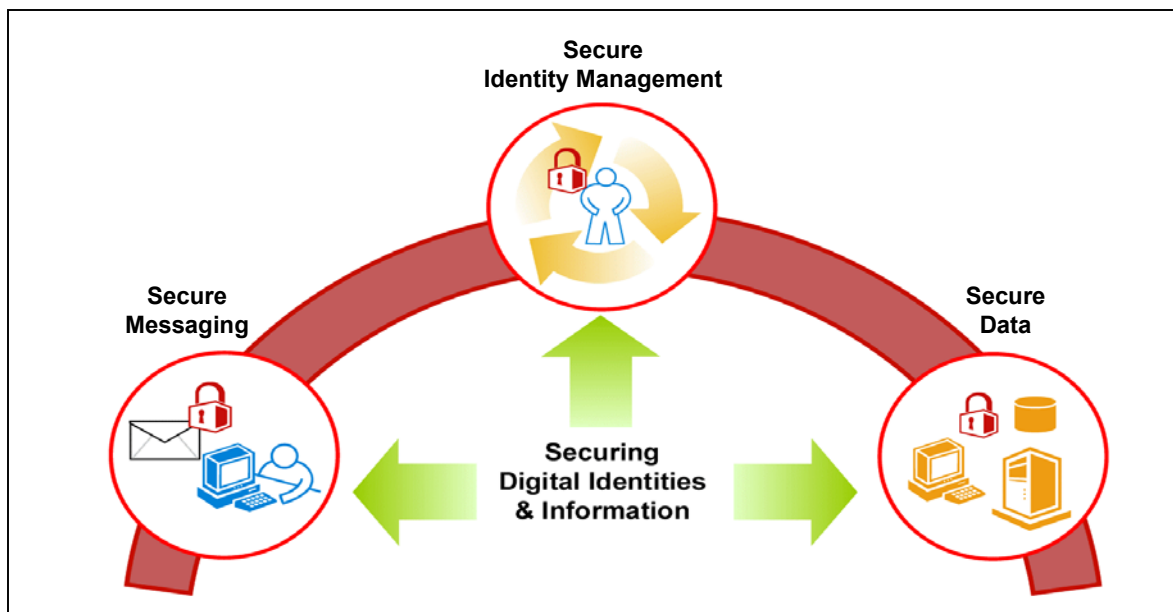 Secure
Identity Management
Secure
Messaging
Secure
Data
Securing
Digital Identities
& Information